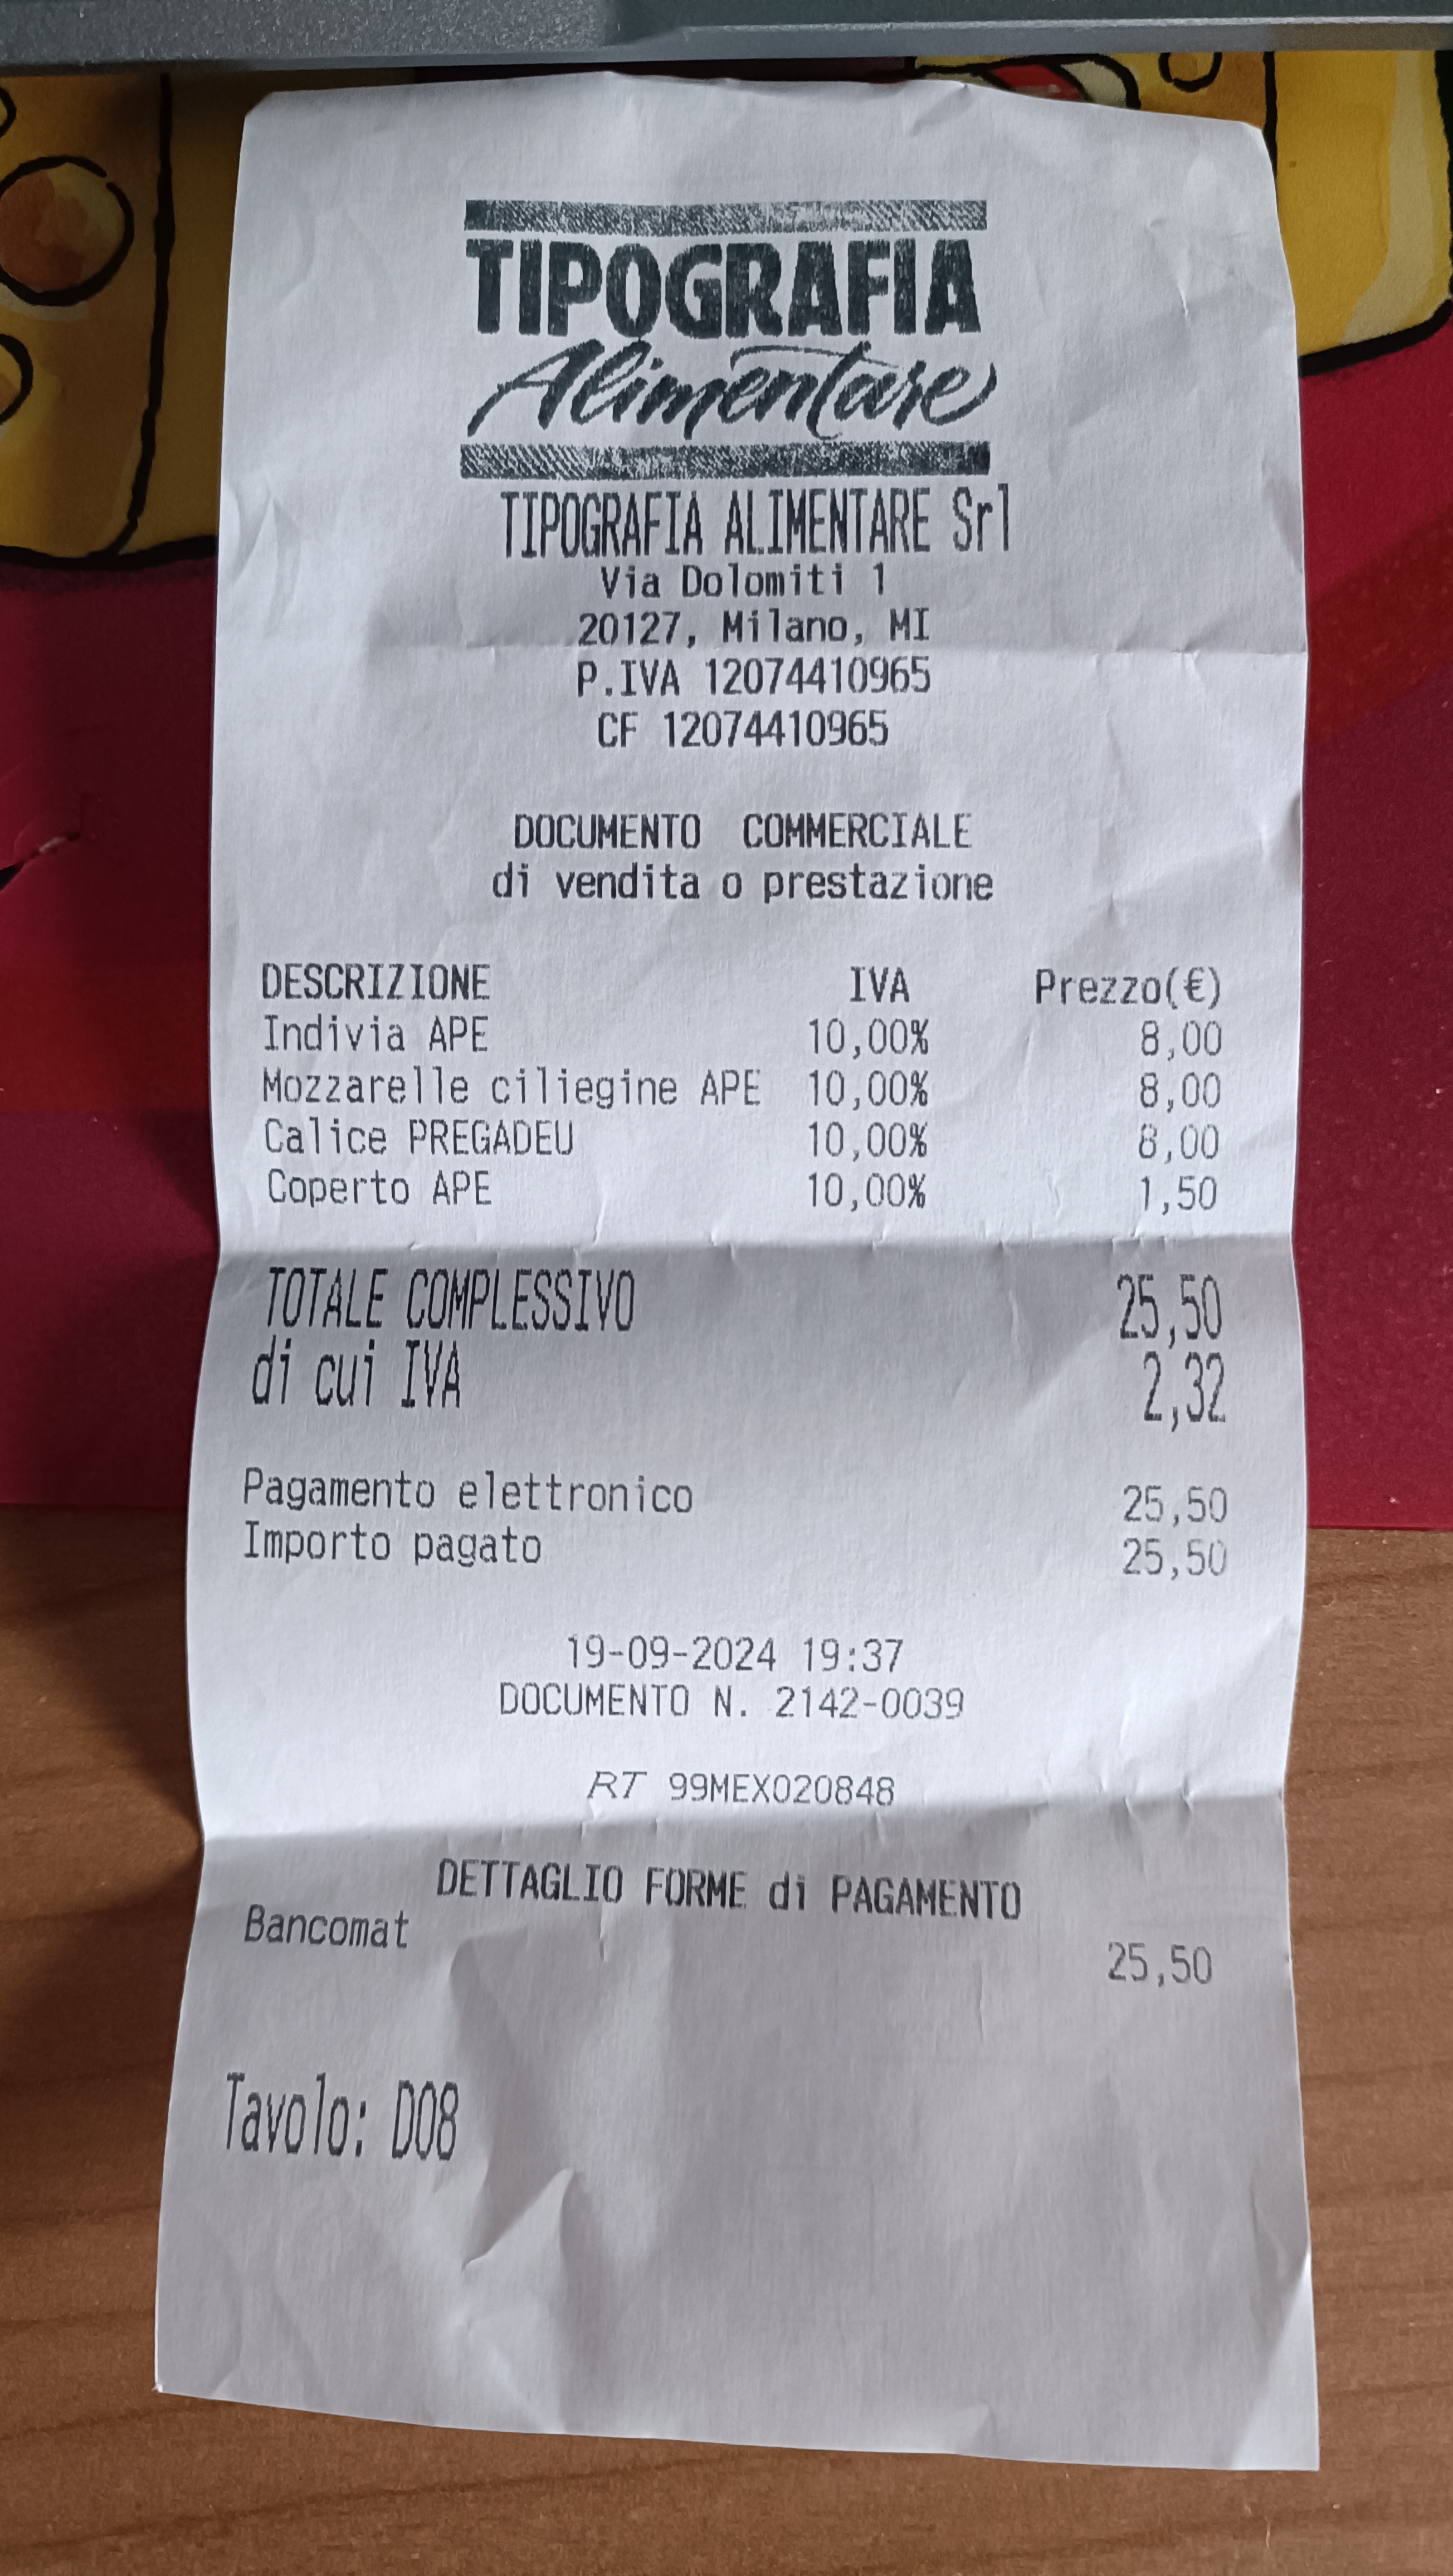 TIPOGRAFIA
Alimentare
TIPOGRAFIA ALIMENTARE Srl
Via Dolomiti 1
20127, Milano, MI
P.IVA 12074410965
CF 12074410965
DOCUMENTO COMMERCIALE
di vendita o prestazione
DESCRIZIONE IVA Prezzo(€)
Indivia APE 10,00% 8,00
Mozzarelle ciliegine APE 10,00% 8,00
Calice PREGADEU 10,00% 8,00
Coperto APE 10,00% 1,50
TOTALE COMPLESSIVO 25,50
di cui IVA 2,32
Pagamento elettronico 25,50
Importo pagato 25,50
19-09-2024 19:37
DOCUMENTO N. 2142-0039
RT 99MEX020848
DETTAGLIO FORME di PAGAMENTO
Bancomat 25,50
Tavolo: D08